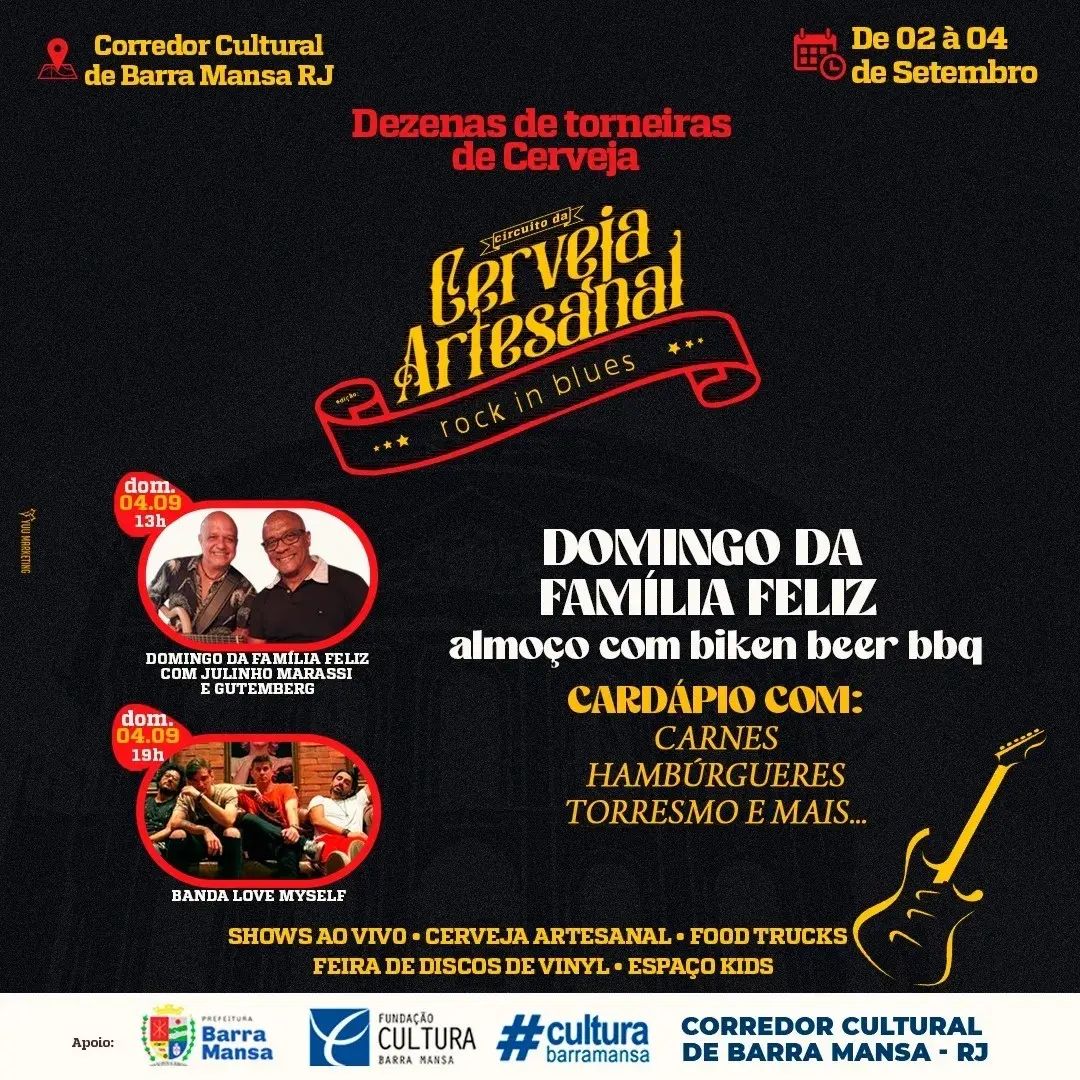 Corredor Cultural
de Barra Mansa RJ
De 02 à 04
de Setembro
Dezenas de torneiras
de Cerveja
circuito da
Cerveja
Artesanal
edição:
rock in blues
dom.
04.09
13h
DOMINGO DA FAMÍLIA FELIZ
COM JULINHO MARASSI
E GUTEMBERG
dom.
04.09
19h
BANDA LOVE MYSELF
DOMINGO DA
FAMÍLIA FELIZ
almoço com biken beer bbq
CARDÁPIO COM:
CARNES
HAMBÚRGUERES
TORRESMO E MAIS...
SHOWS AO VIVO • CERVEJA ARTESANAL • FOOD TRUCKS
FEIRA DE DISCOS DE VINYL • ESPAÇO KIDS
Apoio:
PREFEITURA
Barra
Mansa
FUNDAÇÃO
CULTURA
BARRA MANSA
#cultura
barramansa
CORREDOR CULTURAL
DE BARRA MANSA - RJ